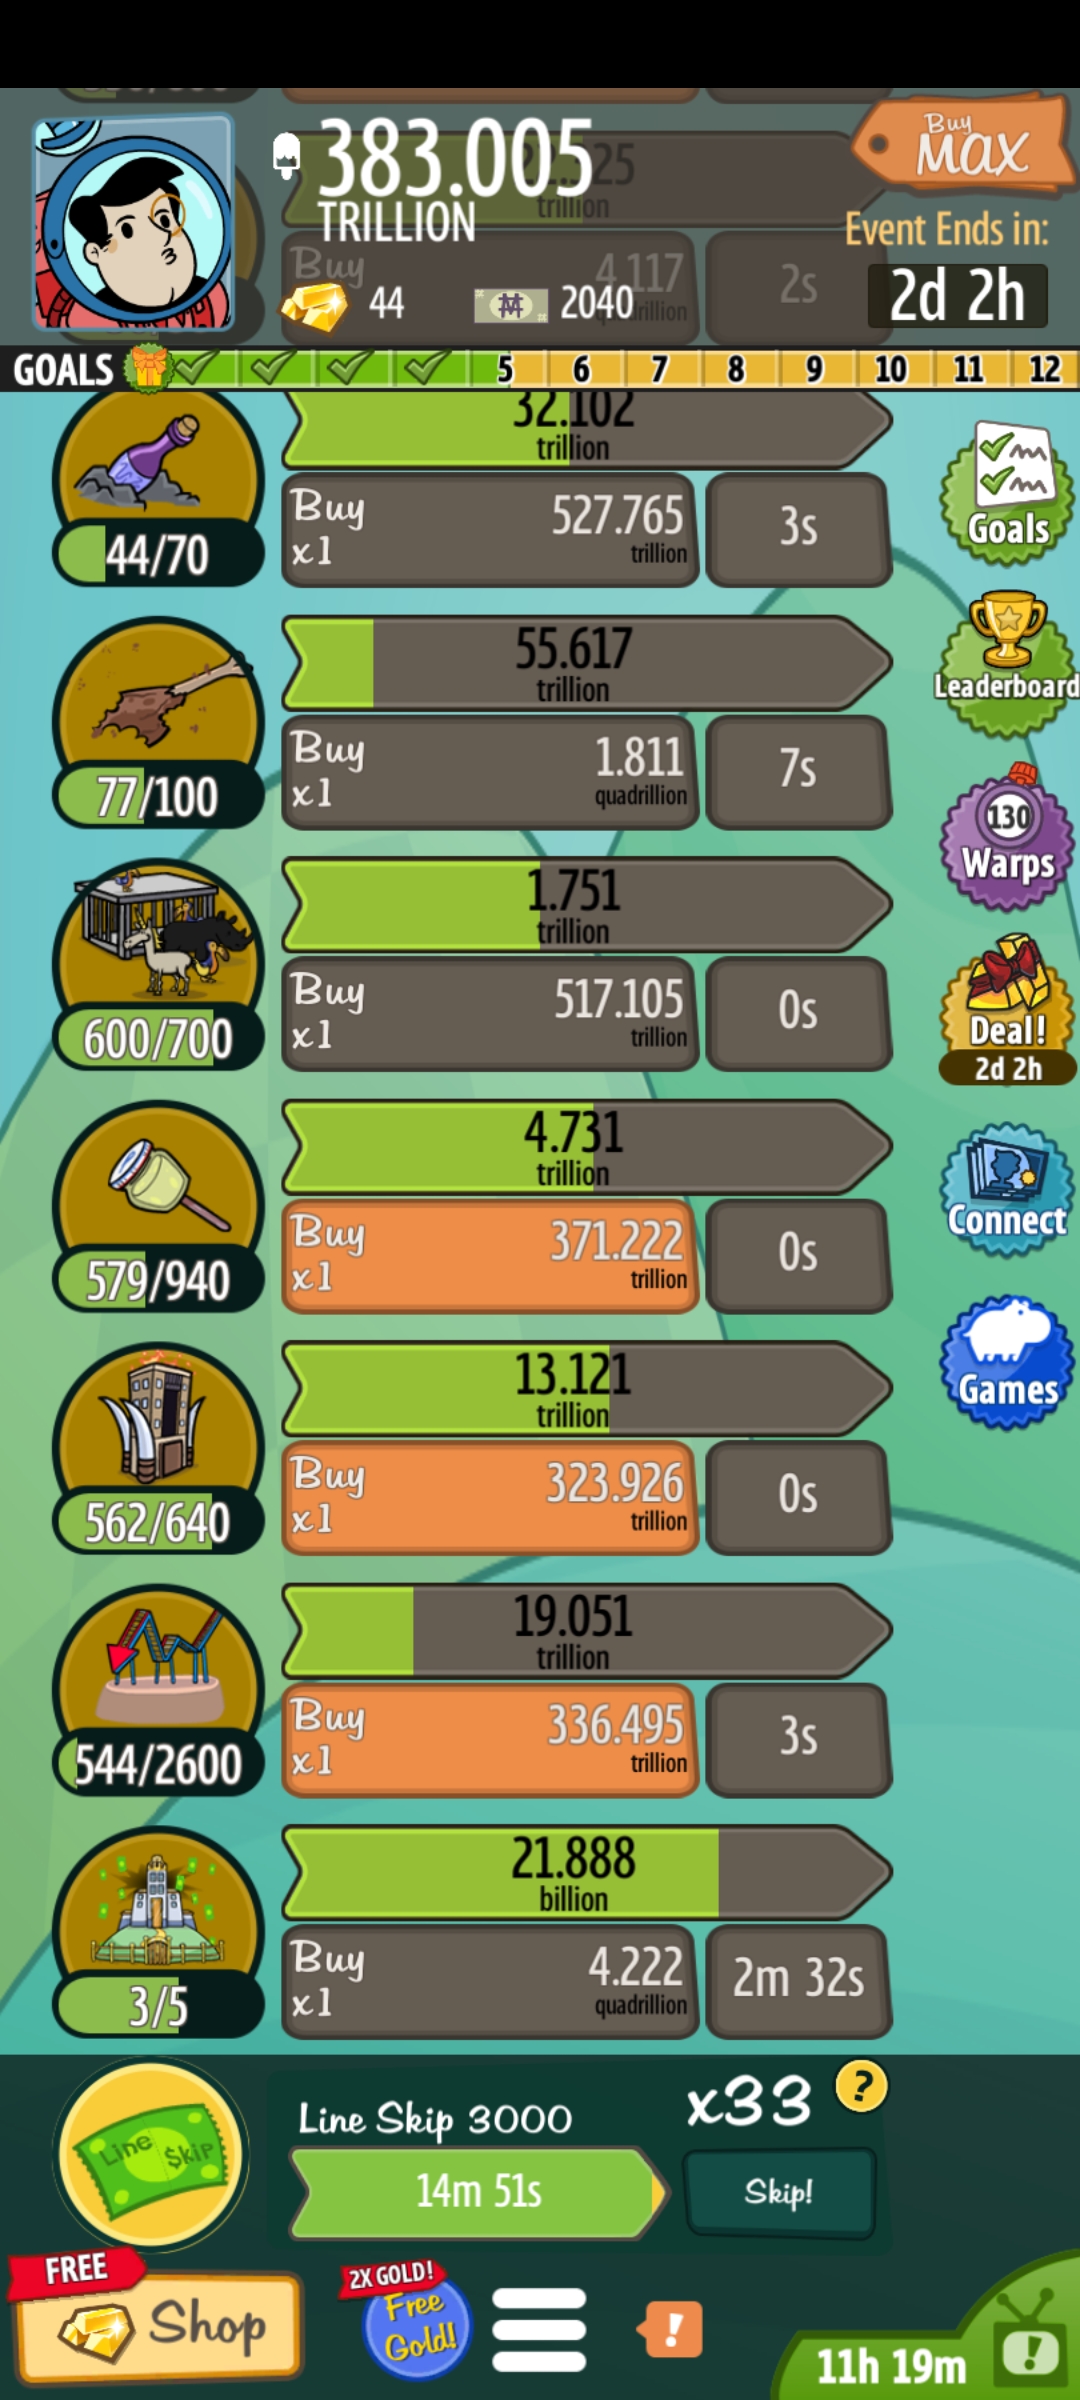 383.005
TRILLION
Buy
MAX
Event Ends in:
2d 2h
44
2040
trillion
Buy
4.117
2s
GOALS
5
6
7
8
9
10
11
12
32.102
trillion
Buy
x1
527.765
trillion
3s
44/70
Goals
55.617
trillion
Leaderboard
Buy
x1
1.811
quadrillion
7s
77/100
130
Warps
1.751
trillion
Buy
x1
517.105
trillion
0s
600/700
Deal!
2d 2h
4.731
trillion
Buy
x1
371.222
trillion
0s
579/940
Connect
13.121
trillion
Buy
x1
323.926
trillion
0s
562/640
Games
19.051
trillion
Buy
x1
336.495
trillion
3s
544/2600
21.888
billion
Buy
x1
4.222
quadrillion
2m 32s
3/5
Line $kip
Line Skip 3000
14m 51s
x33
?
Skip!
FREE
Shop
2X GOLD!
Free
Gold!
!
11h 19m
!